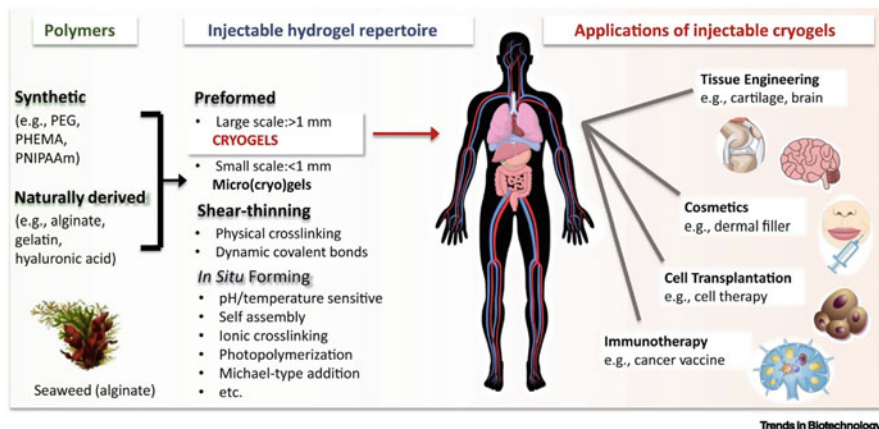 Polymers
Synthetic
(e.g., PEG,
PHEMA,
PNIPAAm)
Naturally derived
(e.g., alginate,
gelatin,
hyaluronic acid)
Seaweed (alginate)
Injectable hydrogel repertoire
Preformed
• Large scale:>1 mm
CRYOGELS
• Small scale:<1 mm
Micro(cryo)gels
Shear-thinning
• Physical crosslinking
• Dynamic covalent bonds
In Situ Forming
• pH/temperature sensitive
• Self assembly
• Ionic crosslinking
• Photopolymerization
• Michael-type addition
• etc.
Applications of injectable cryogels
Tissue Engineering
e.g., cartilage, brain
Cosmetics
e.g., dermal filler
Cell Transplantation
e.g., cell therapy
Immunotherapy
e.g., cancer vaccine
Trends in Biotechnology